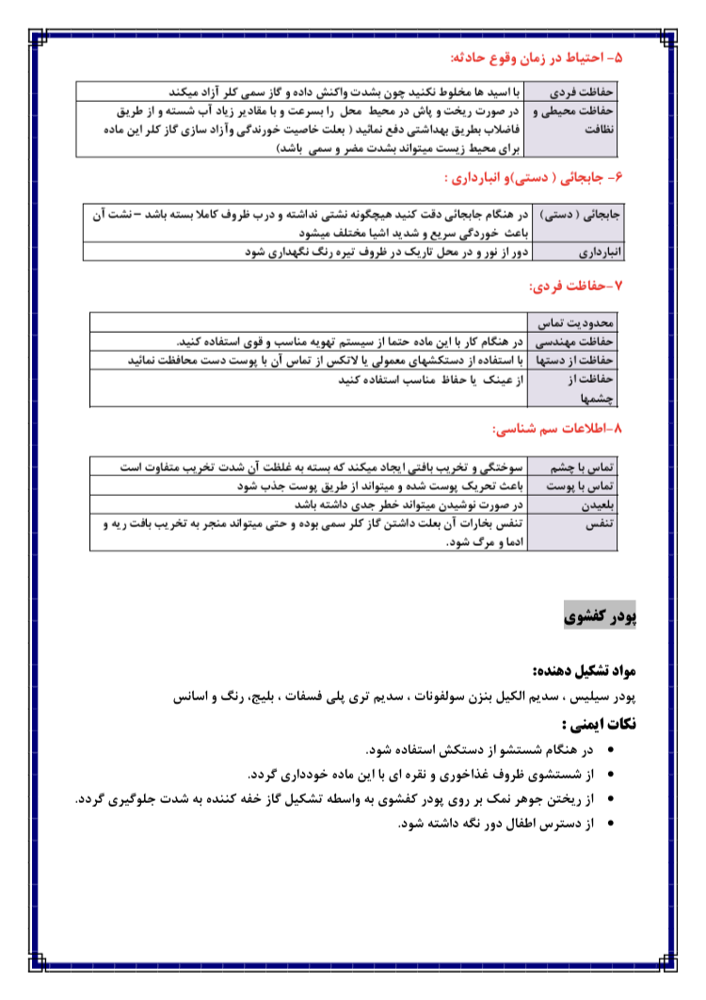 ۵- احتیاط در زمان وقوع حادثه:
حفاظت فردی با اسید ها مخلوط نکنید چون بشدت واکنش داده و گاز سمی کلر آزاد میکند
حفاظت محیطی و در صورت ریخت و پاش در محیط محل را بسرعت و با مقادیر زیاد آب شسته و از طریق
نظافت فاضلاب بطریق بهداشتی دفع نمائید ( بعلت خاصیت خورندگی وآزاد سازی گاز کلر این ماده
برای محیط زیست میتواند بشدت مضر و سمی باشد)
۶- جابجائی ( دستی)و انبارداری :
جابجائی ( دستی) در هنگام جابجائی دقت کنید هیچگونه نشتی نداشته و درب ظروف کاملا بسته باشد –نشت آن
باعث خوردگی سریع و شدید اشیا مختلف میشود
انبارداری دور از نور و در محل تاریک در ظروف تیره رنگ نگهداری شود
۷-حفاظت فردی:
محدودیت تماس
حفاظت مهندسی در هنگام کار با این ماده حتما از سیستم تهویه مناسب و قوی استفاده کنید.
حفاظت از دستها با استفاده از دستکشهای معمولی یا لاتکس از تماس آن با پوست دست محافظت نمائید
حفاظت از از عینک یا حفاظ مناسب استفاده کنید
چشمها
۸-اطلاعات سم شناسی:
تماس با چشم سوختگی و تخریب بافتی ایجاد میکند که بسته به غلظت آن شدت تخریب متفاوت است
تماس با پوست باعث تحریک پوست شده و میتواند از طریق پوست جذب شود
بلعیدن در صورت نوشیدن میتواند خطر جدی داشته باشد
تنفس تنفس بخارات آن بعلت داشتن گاز کلر سمی بوده و حتی میتواند منجر به تخریب بافت ریه و
ادما و مرگ شود.
پودر کفشوی
مواد تشکیل دهنده:
پودر سیلیس ، سدیم الکیل بنزن سولفونات ، سدیم تری پلی فسفات ، بلیچ، رنگ و اسانس
نکات ایمنی :
• در هنگام شستشو از دستکش استفاده شود.
• از شستشوی ظروف غذاخوری و نقره ای با این ماده خودداری گردد.
• از ریختن جوهر نمک بر روی پودر کفشوی به واسطه تشکیل گاز خفه کننده به شدت جلوگیری گردد.
• از دسترس اطفال دور نگه داشته شود.